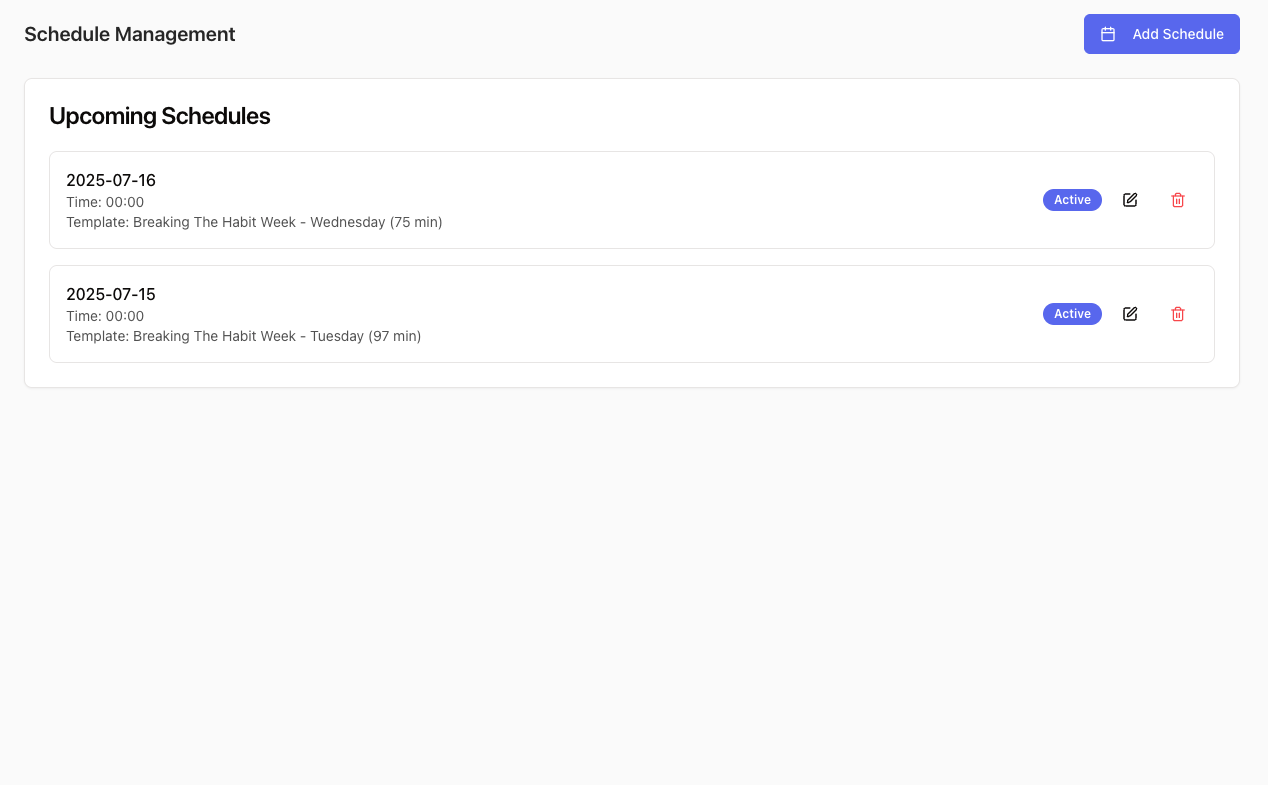 Schedule Management
Add Schedule
Upcoming Schedules
2025-07-16
Time: 00:00
Template: Breaking The Habit Week - Wednesday (75 min)
Active
2025-07-15
Time: 00:00
Template: Breaking The Habit Week - Tuesday (97 min)
Active